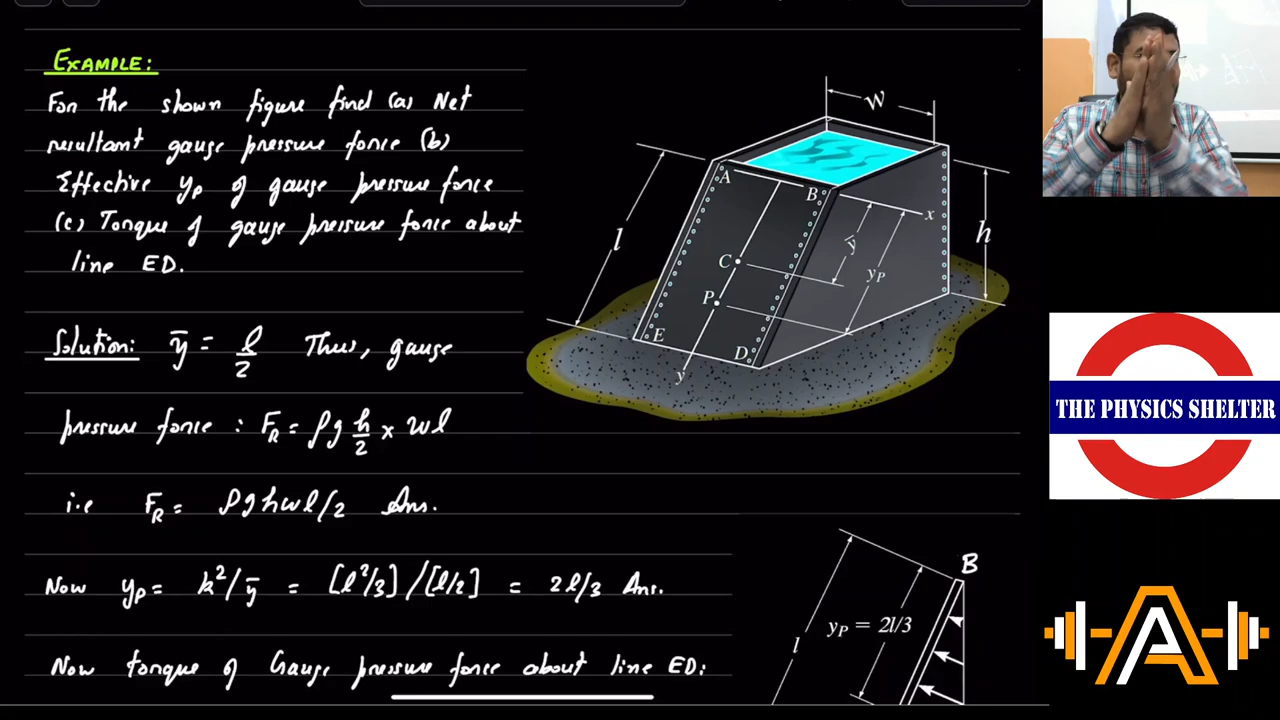 EXAMPLE:
For the shown figure find (a) Net
resultant gauge pressure force (b)
Effective yₚ of gauge pressure force
(c) Torque of gauge pressure force about
line ED.
Solution: ȳ = l/2 Thus, gauge
pressure force : F_R = ρg h/2 × wl
i.e F_R = ρghwl/2 Ans.
Now yₚ = k²/ȳ = [l²/3]/[l/2] = 2l/3 Ans.
Now torque of Gauge pressure force about line ED:
w
A
B
x
l
h
ȳ
C
yₚ
P
E
D
y
B
yₚ = 2l/3
l
THE PHYSICS SHELTER
A